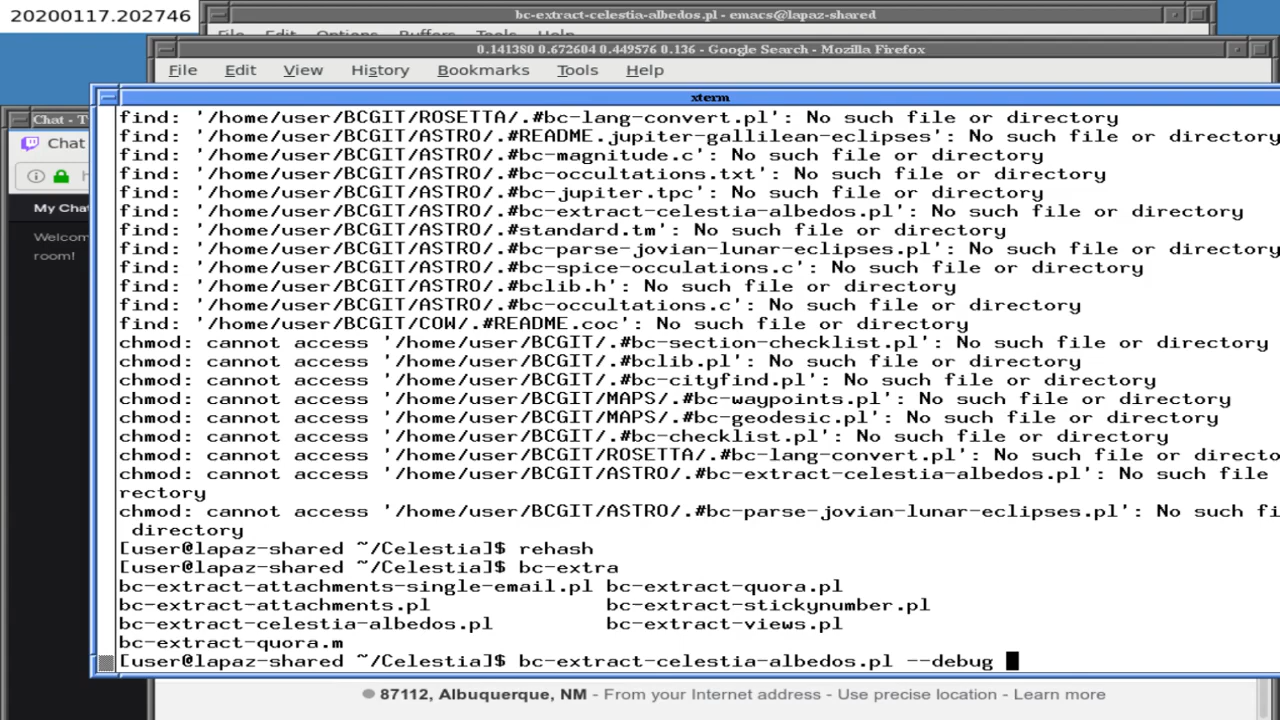 20200117.202746
bc-extract-celestia-albedos.pl - emacs@lapaz-shared
File Edit Options Buffers Tools Help
0.141380 0.672604 0.449576 0.136 - Google Search - Mozilla Firefox
File Edit View History Bookmarks Tools Help
xterm
Chat - T
Chat
My Cha
Welcom
room!
find: '/home/user/BCGIT/ROSETTA/.#bc-lang-convert.pl': No such file or directory
find: '/home/user/BCGIT/ASTRO/.#README.jupiter-gallilean-eclipses': No such file or directory
find: '/home/user/BCGIT/ASTRO/.#bc-magnitude.c': No such file or directory
find: '/home/user/BCGIT/ASTRO/.#bc-occultations.txt': No such file or directory
find: '/home/user/BCGIT/ASTRO/.#bc-jupiter.tpc': No such file or directory
find: '/home/user/BCGIT/ASTRO/.#bc-extract-celestia-albedos.pl': No such file or directory
find: '/home/user/BCGIT/ASTRO/.#standard.tm': No such file or directory
find: '/home/user/BCGIT/ASTRO/.#bc-parse-jovian-lunar-eclipses.pl': No such file or directory
find: '/home/user/BCGIT/ASTRO/.#bc-spice-occulations.c': No such file or directory
find: '/home/user/BCGIT/ASTRO/.#bclib.h': No such file or directory
find: '/home/user/BCGIT/ASTRO/.#bc-occultations.c': No such file or directory
find: '/home/user/BCGIT/COW/.#README.coc': No such file or directory
chmod: cannot access '/home/user/BCGIT/.#bc-section-checklist.pl': No such file or directory
chmod: cannot access '/home/user/BCGIT/.#bclib.pl': No such file or directory
chmod: cannot access '/home/user/BCGIT/.#bc-cityfind.pl': No such file or directory
chmod: cannot access '/home/user/BCGIT/MAPS/.#bc-waypoints.pl': No such file or directory
chmod: cannot access '/home/user/BCGIT/MAPS/.#bc-geodesic.pl': No such file or directory
chmod: cannot access '/home/user/BCGIT/.#bc-checklist.pl': No such file or directory
chmod: cannot access '/home/user/BCGIT/ROSETTA/.#bc-lang-convert.pl': No such file or directo
chmod: cannot access '/home/user/BCGIT/ASTRO/.#bc-extract-celestia-albedos.pl': No such file
rectory
chmod: cannot access '/home/user/BCGIT/ASTRO/.#bc-parse-jovian-lunar-eclipses.pl': No such fi
directory
[user@lapaz-shared ~/Celestia]$ rehash
[user@lapaz-shared ~/Celestia]$ bc-extra
bc-extract-attachments-single-email.pl bc-extract-quora.pl
bc-extract-attachments.pl bc-extract-stickynumber.pl
bc-extract-celestia-albedos.pl bc-extract-views.pl
bc-extract-quora.m
[user@lapaz-shared ~/Celestia]$ bc-extract-celestia-albedos.pl --debug
87112, Albuquerque, NM - From your Internet address - Use precise location - Learn more